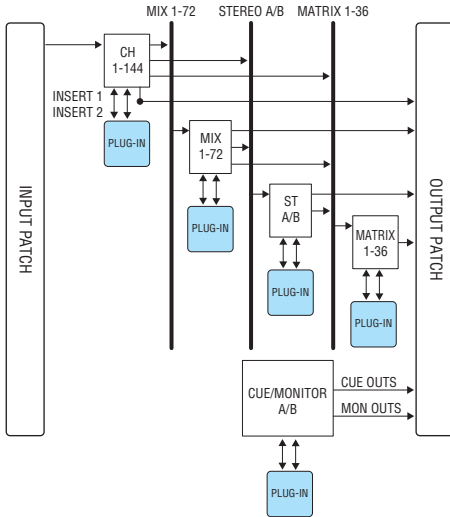 MIX 1-72 STEREO A/B MATRIX 1-36
CH
1-144
INSERT 1
INSERT 2
PLUG-IN
MIX
1-72
PLUG-IN
ST
A/B
PLUG-IN
MATRIX
1-36
PLUG-IN
INPUT PATCH
OUTPUT PATCH
CUE/MONITOR
A/B
CUE OUTS
MON OUTS
PLUG-IN